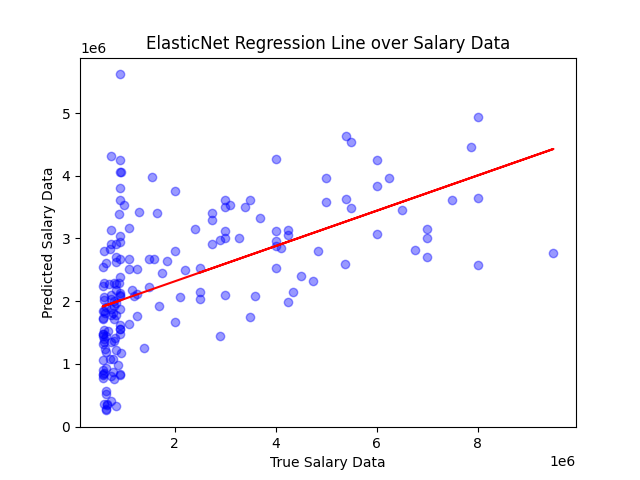 ElasticNet Regression Line over Salary Data
1e6
5
4
3
2
1
0
Predicted Salary Data
2
4
6
8
1e6
True Salary Data